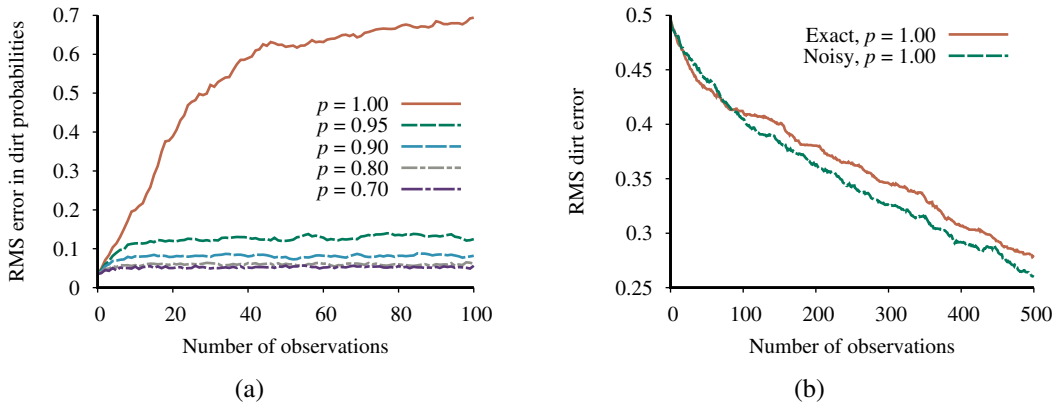 RMS error in dirt probabilities
0.7
0.6
0.5
0.4
0.3
0.2
0.1
0
p = 1.00
p = 0.95
p = 0.90
p = 0.80
p = 0.70
0 20 40 60 80 100
Number of observations
(a)
RMS dirt error
0.5
0.45
0.4
0.35
0.3
0.25
Exact, p = 1.00
Noisy, p = 1.00
0 100 200 300 400 500
Number of observations
(b)